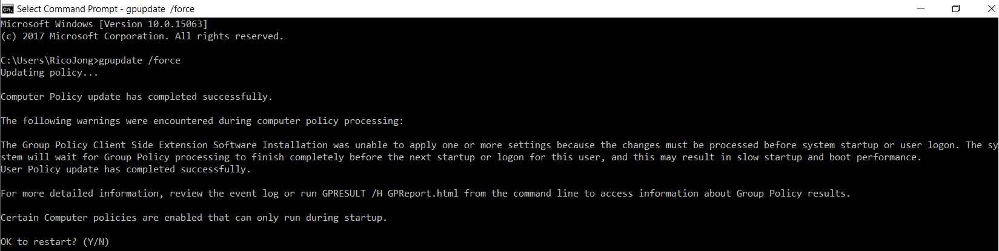 Select Command Prompt - gpupdate  /force
Microsoft Windows [Version 10.0.15063]
(c) 2017 Microsoft Corporation. All rights reserved.
C:\Users\RicoJong>gpupdate /force
Updating policy...
Computer Policy update has completed successfully.
The following warnings were encountered during computer policy processing:
The Group Policy Client Side Extension Software Installation was unable to apply one or more settings because the changes must be processed before system startup or user logon. The sy
stem will wait for Group Policy processing to finish completely before the next startup or logon for this user, and this may result in slow startup and boot performance.
User Policy update has completed successfully.
For more detailed information, review the event log or run GPRESULT /H GPReport.html from the command line to access information about Group Policy results.
Certain Computer policies are enabled that can only run during startup.
OK to restart? (Y/N)